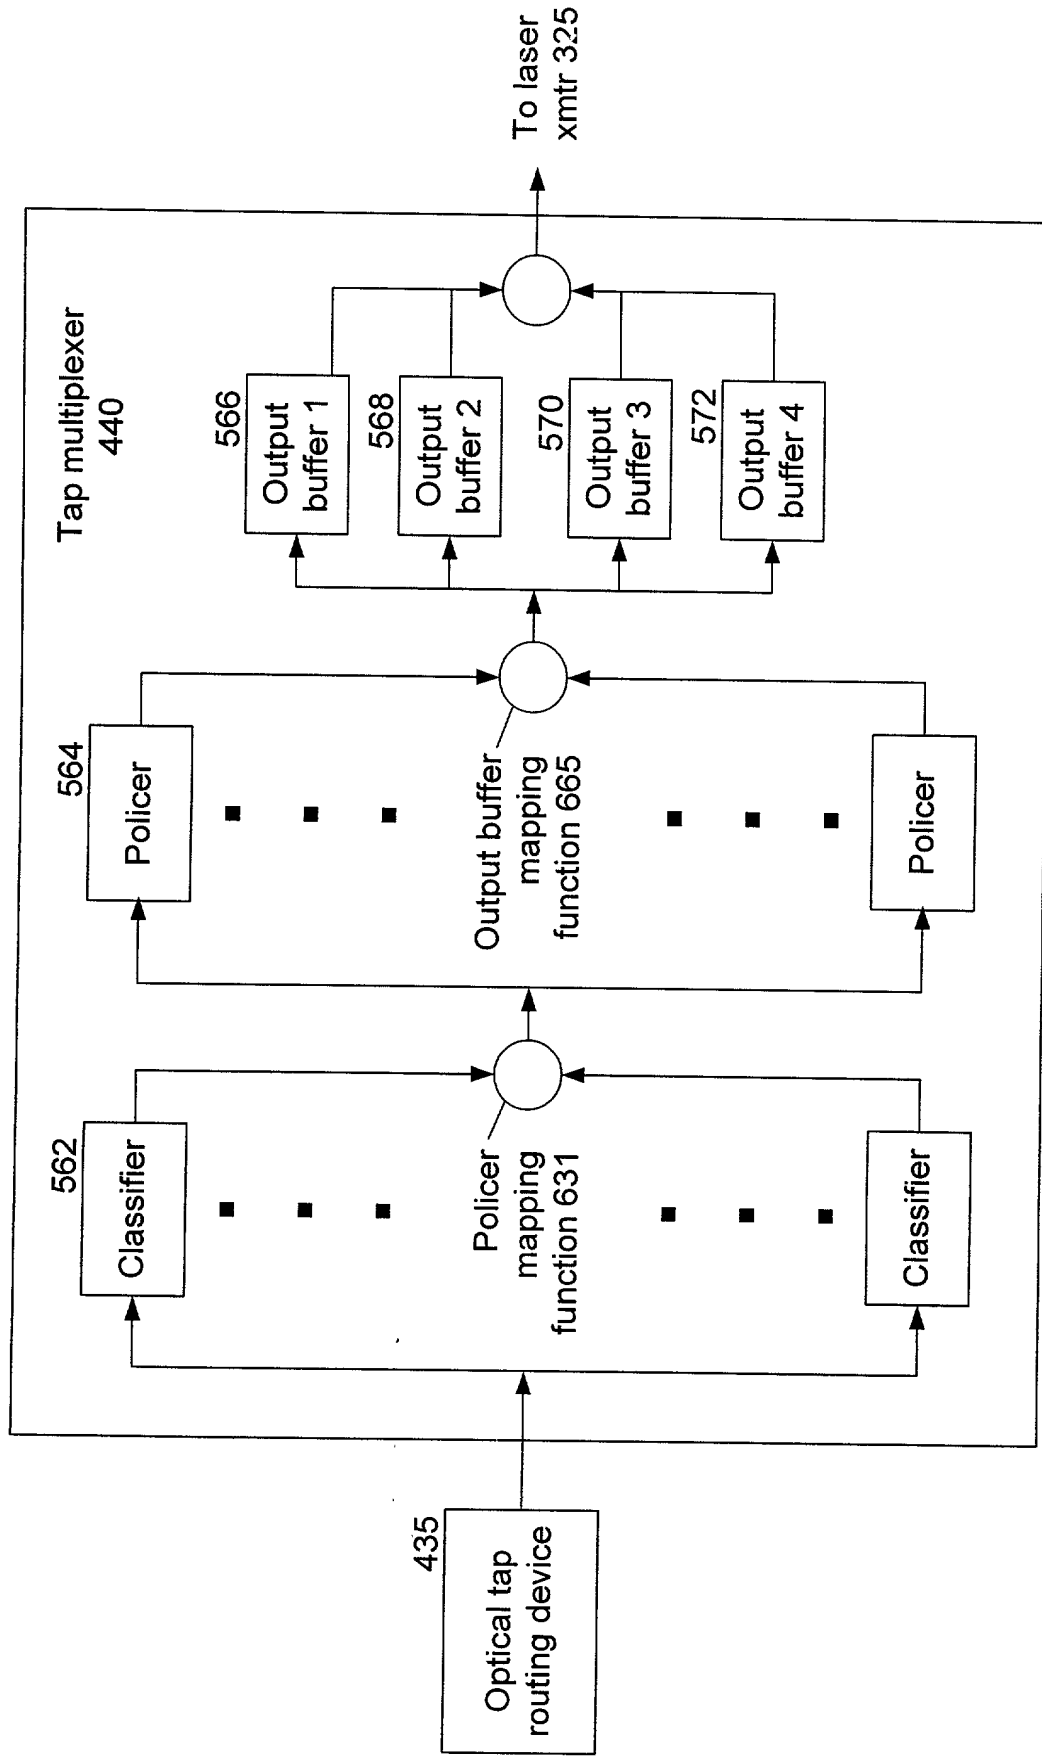 Tap multiplexer
440
435
Optical tap
routing device
562
Classifier
Classifier
Policer
mapping
function 631
564
Policer
Policer
Output buffer
mapping
function 665
566
Output
buffer 1
568
Output
buffer 2
570
Output
buffer 3
572
Output
buffer 4
To laser
xmtr 325